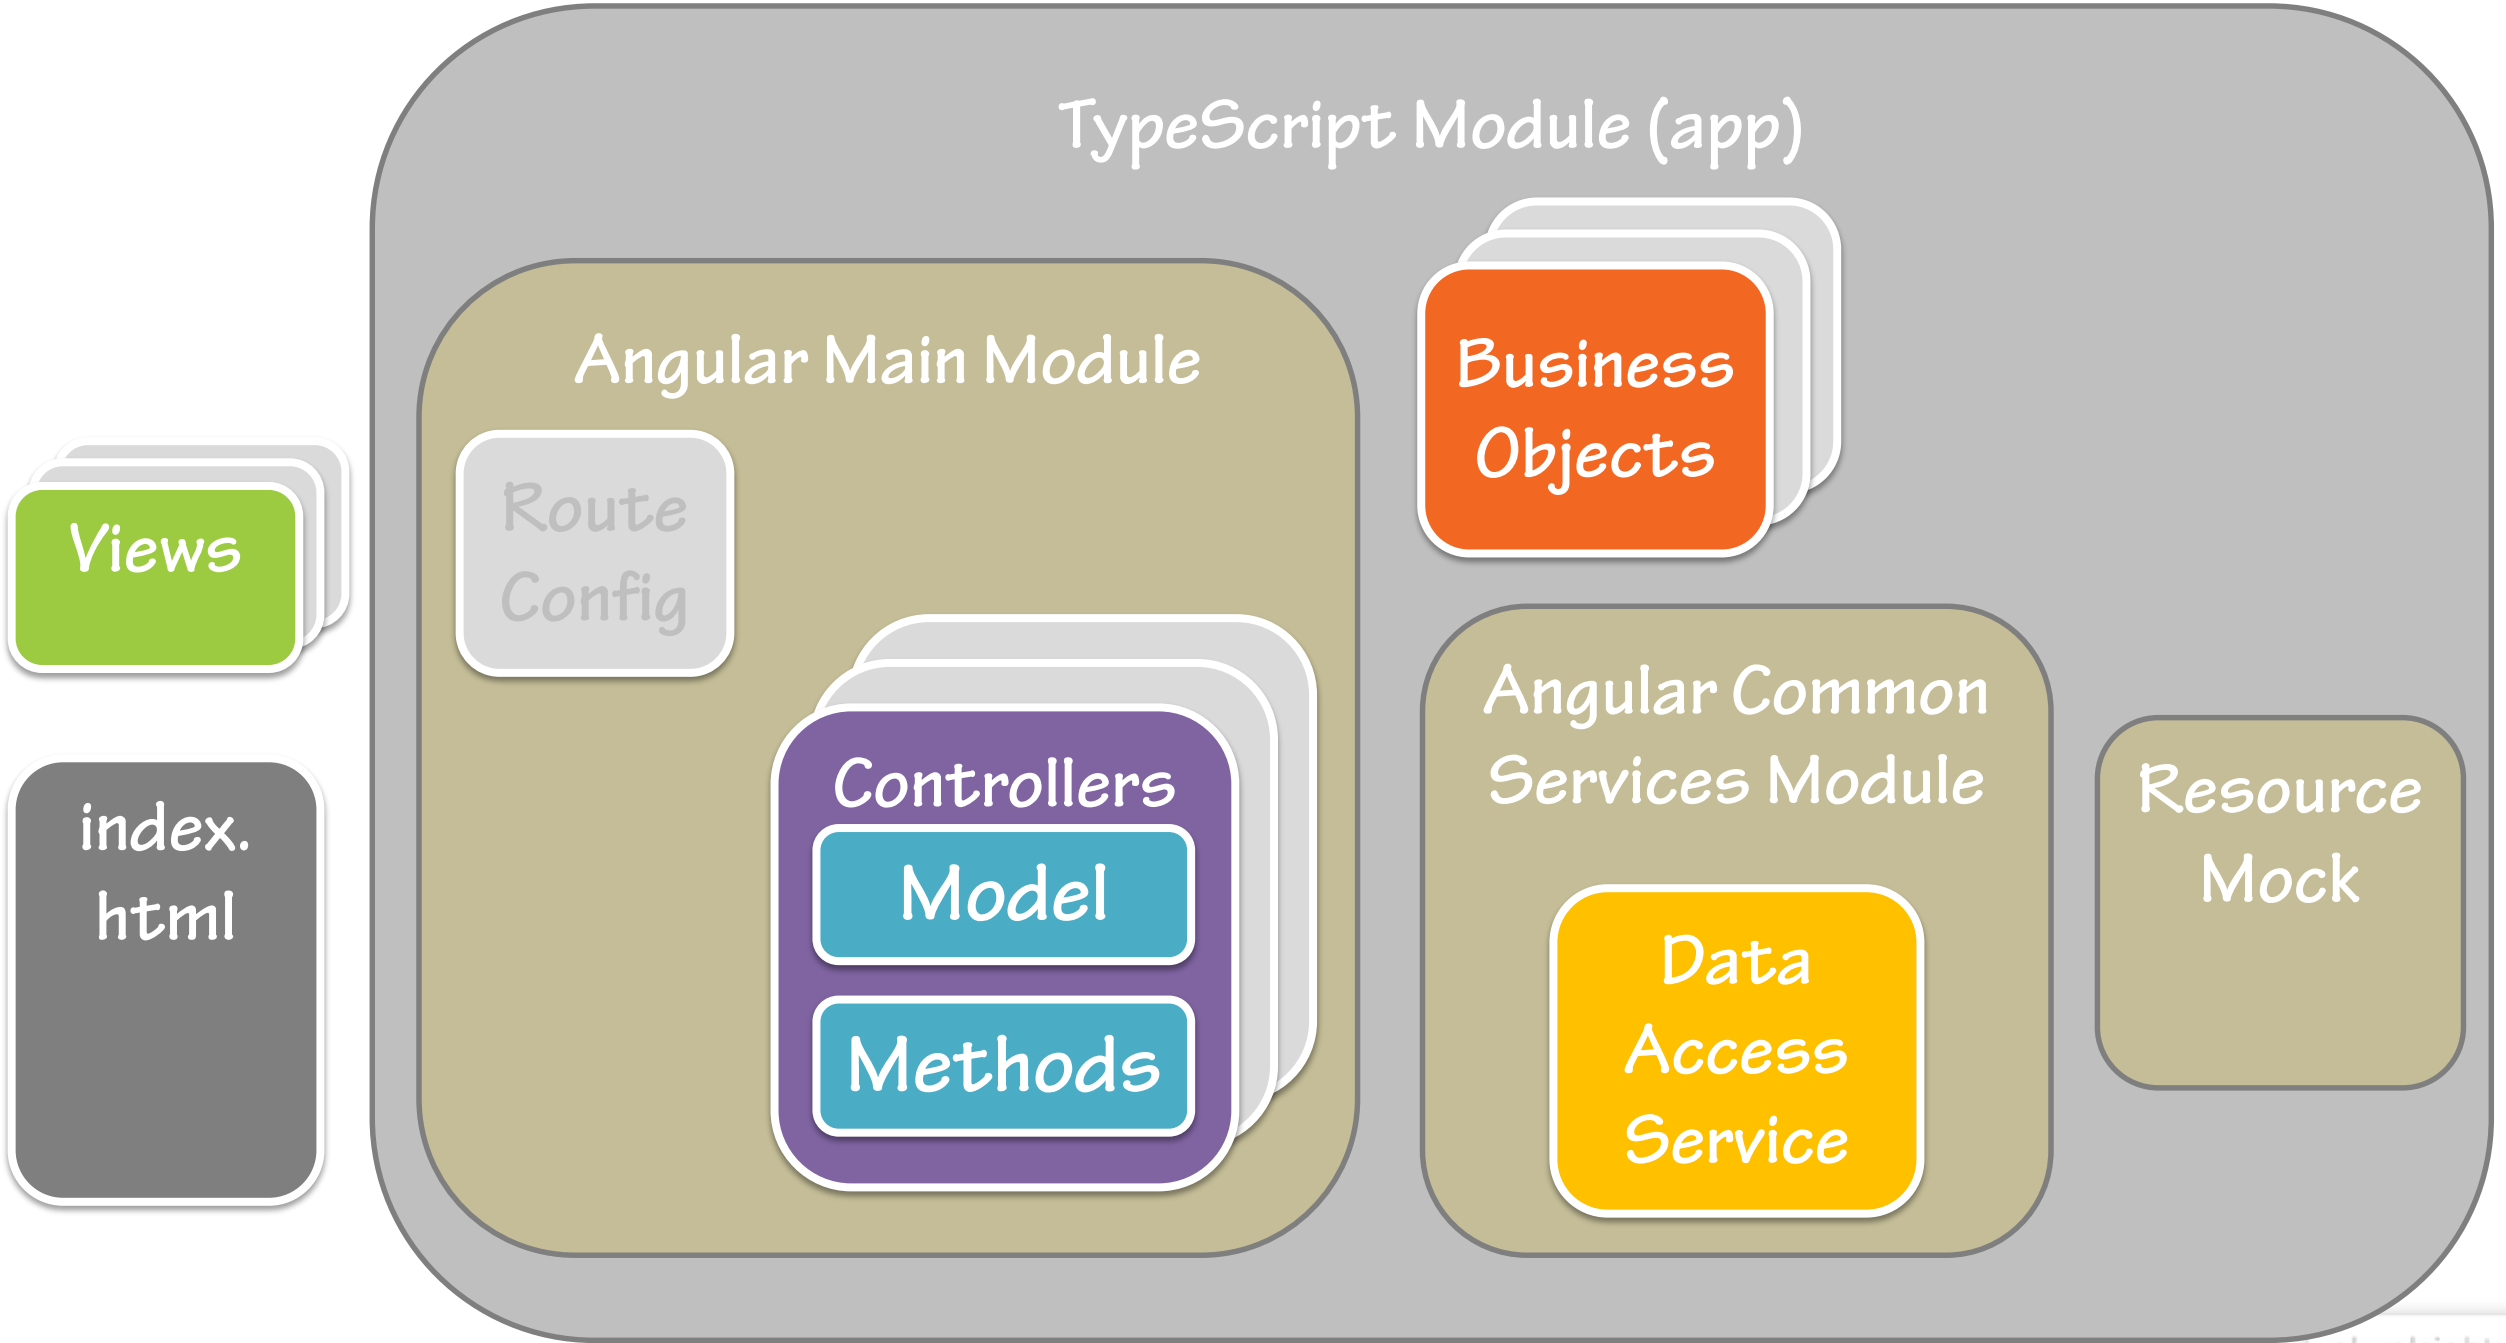 TypeScript Module (app)
Angular Main Module
Route
Config
Controllers
Model
Methods
Business
Objects
Angular Common
Services Module
Data
Access
Service
Resource
Mock
Views
index.
html